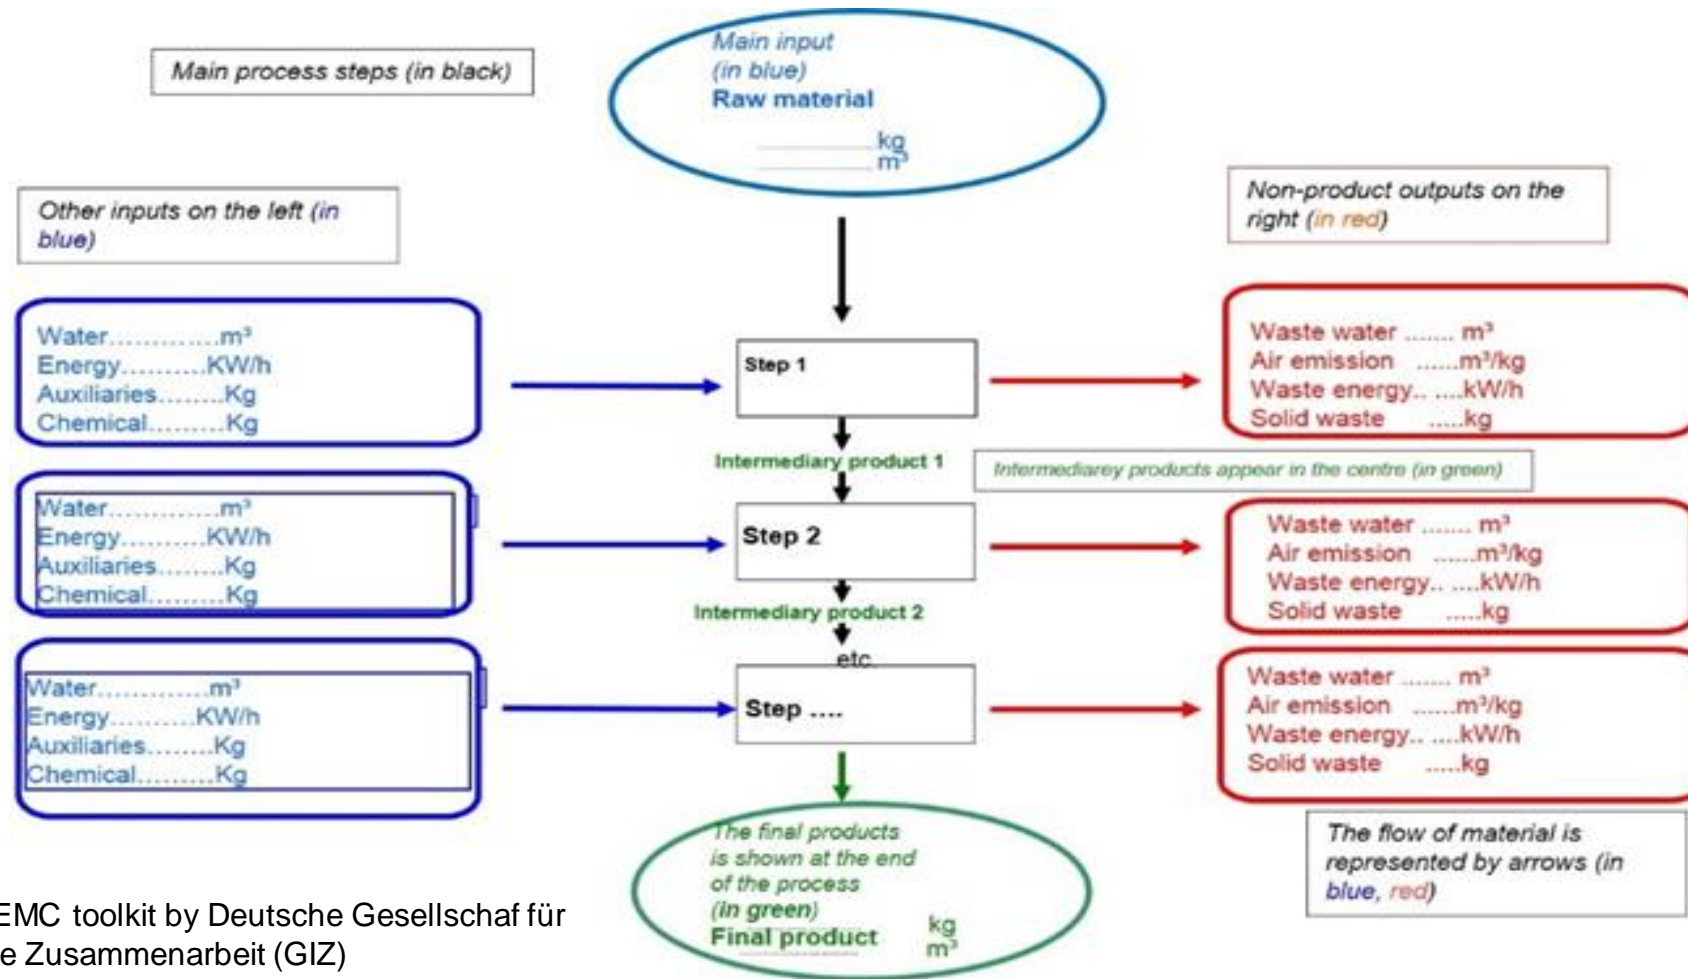 Main process steps (in black)
Main input
(in blue)
Raw material
.................... kg
.................... m³
Other inputs on the left (in
blue)
Non-product outputs on the
right (in red)
Water.............m³
Energy..........KW/h
Auxiliaries........Kg
Chemical.........Kg
Step 1
Waste water ....... m³
Air emission ......m³/kg
Waste energy.. ....kW/h
Solid waste .....kg
Intermediary product 1
Intermediarey products appear in the centre (in green)
Water.............m³
Energy..........KW/h
Auxiliaries........Kg
Chemical.........Kg
Step 2
Waste water ....... m³
Air emission ......m³/kg
Waste energy.. ....kW/h
Solid waste .....kg
Intermediary product 2
etc.
Water.............m³
Energy..........KW/h
Auxiliaries........Kg
Chemical.........Kg
Step ....
Waste water ....... m³
Air emission ......m³/kg
Waste energy.. ....kW/h
Solid waste .....kg
The final products
is shown at the end
of the process
(in green)
Final product kg
.................... m³
The flow of material is
represented by arrows (in
blue, red)
EMC toolkit by Deutsche Gesellschaf für
e Zusammenarbeit (GIZ)